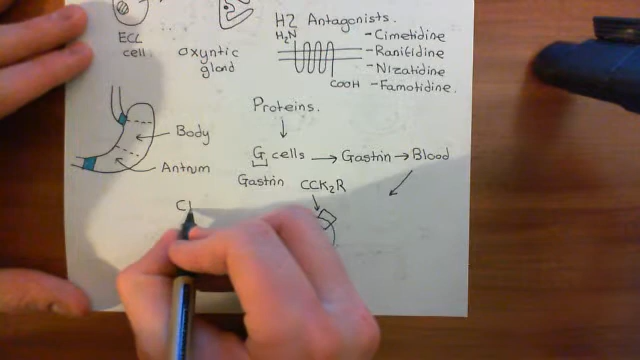 ECL
cell.
oxyntic
gland
H2 Antagonists.
H₂N
COOH
- Cimetidine
- Ranitidine
- Nizatidine
- Famotidine.
Body
Antrum
Proteins.
G cells → Gastrin → Blood
Gastrin
CCK₂R